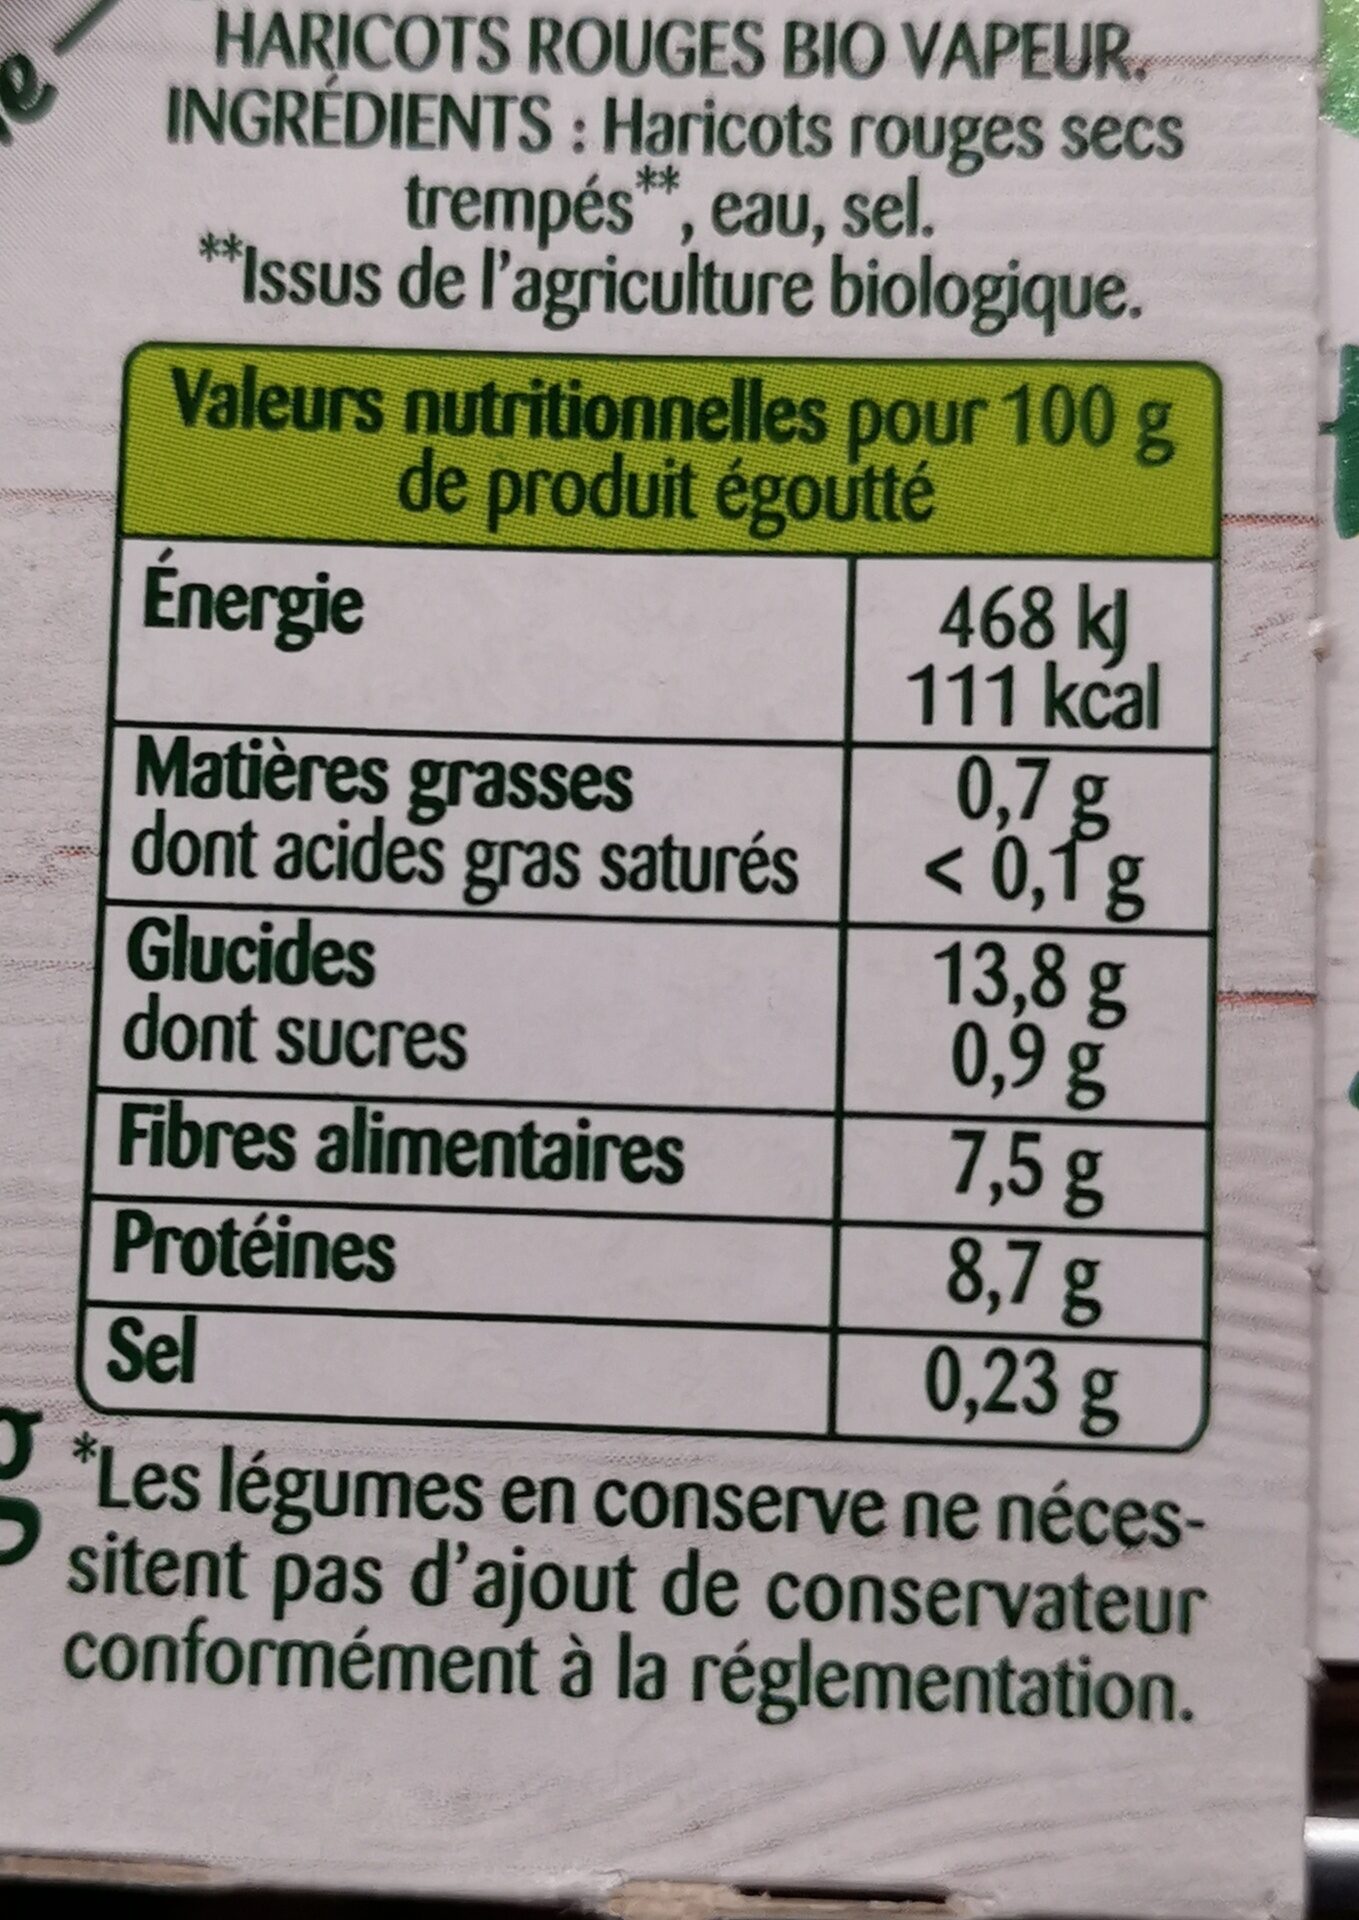 HARICOTS ROUGES BIO VAPEUR.
INGRÉDIENTS : Haricots rouges secs
trempés**, eau, sel.
**Issus de l'agriculture biologique.
Valeurs nutritionnelles pour 100 g
de produit égoutté
Énergie 468 kJ
111 kcal
Matières grasses 0,7 g
dont acides gras saturés < 0,1 g
Glucides 13,8 g
dont sucres 0,9 g
Fibres alimentaires 7,5 g
Protéines 8,7 g
Sel 0,23 g
*Les légumes en conserve ne néces-
sitent pas d'ajout de conservateur
conformément à la réglementation.